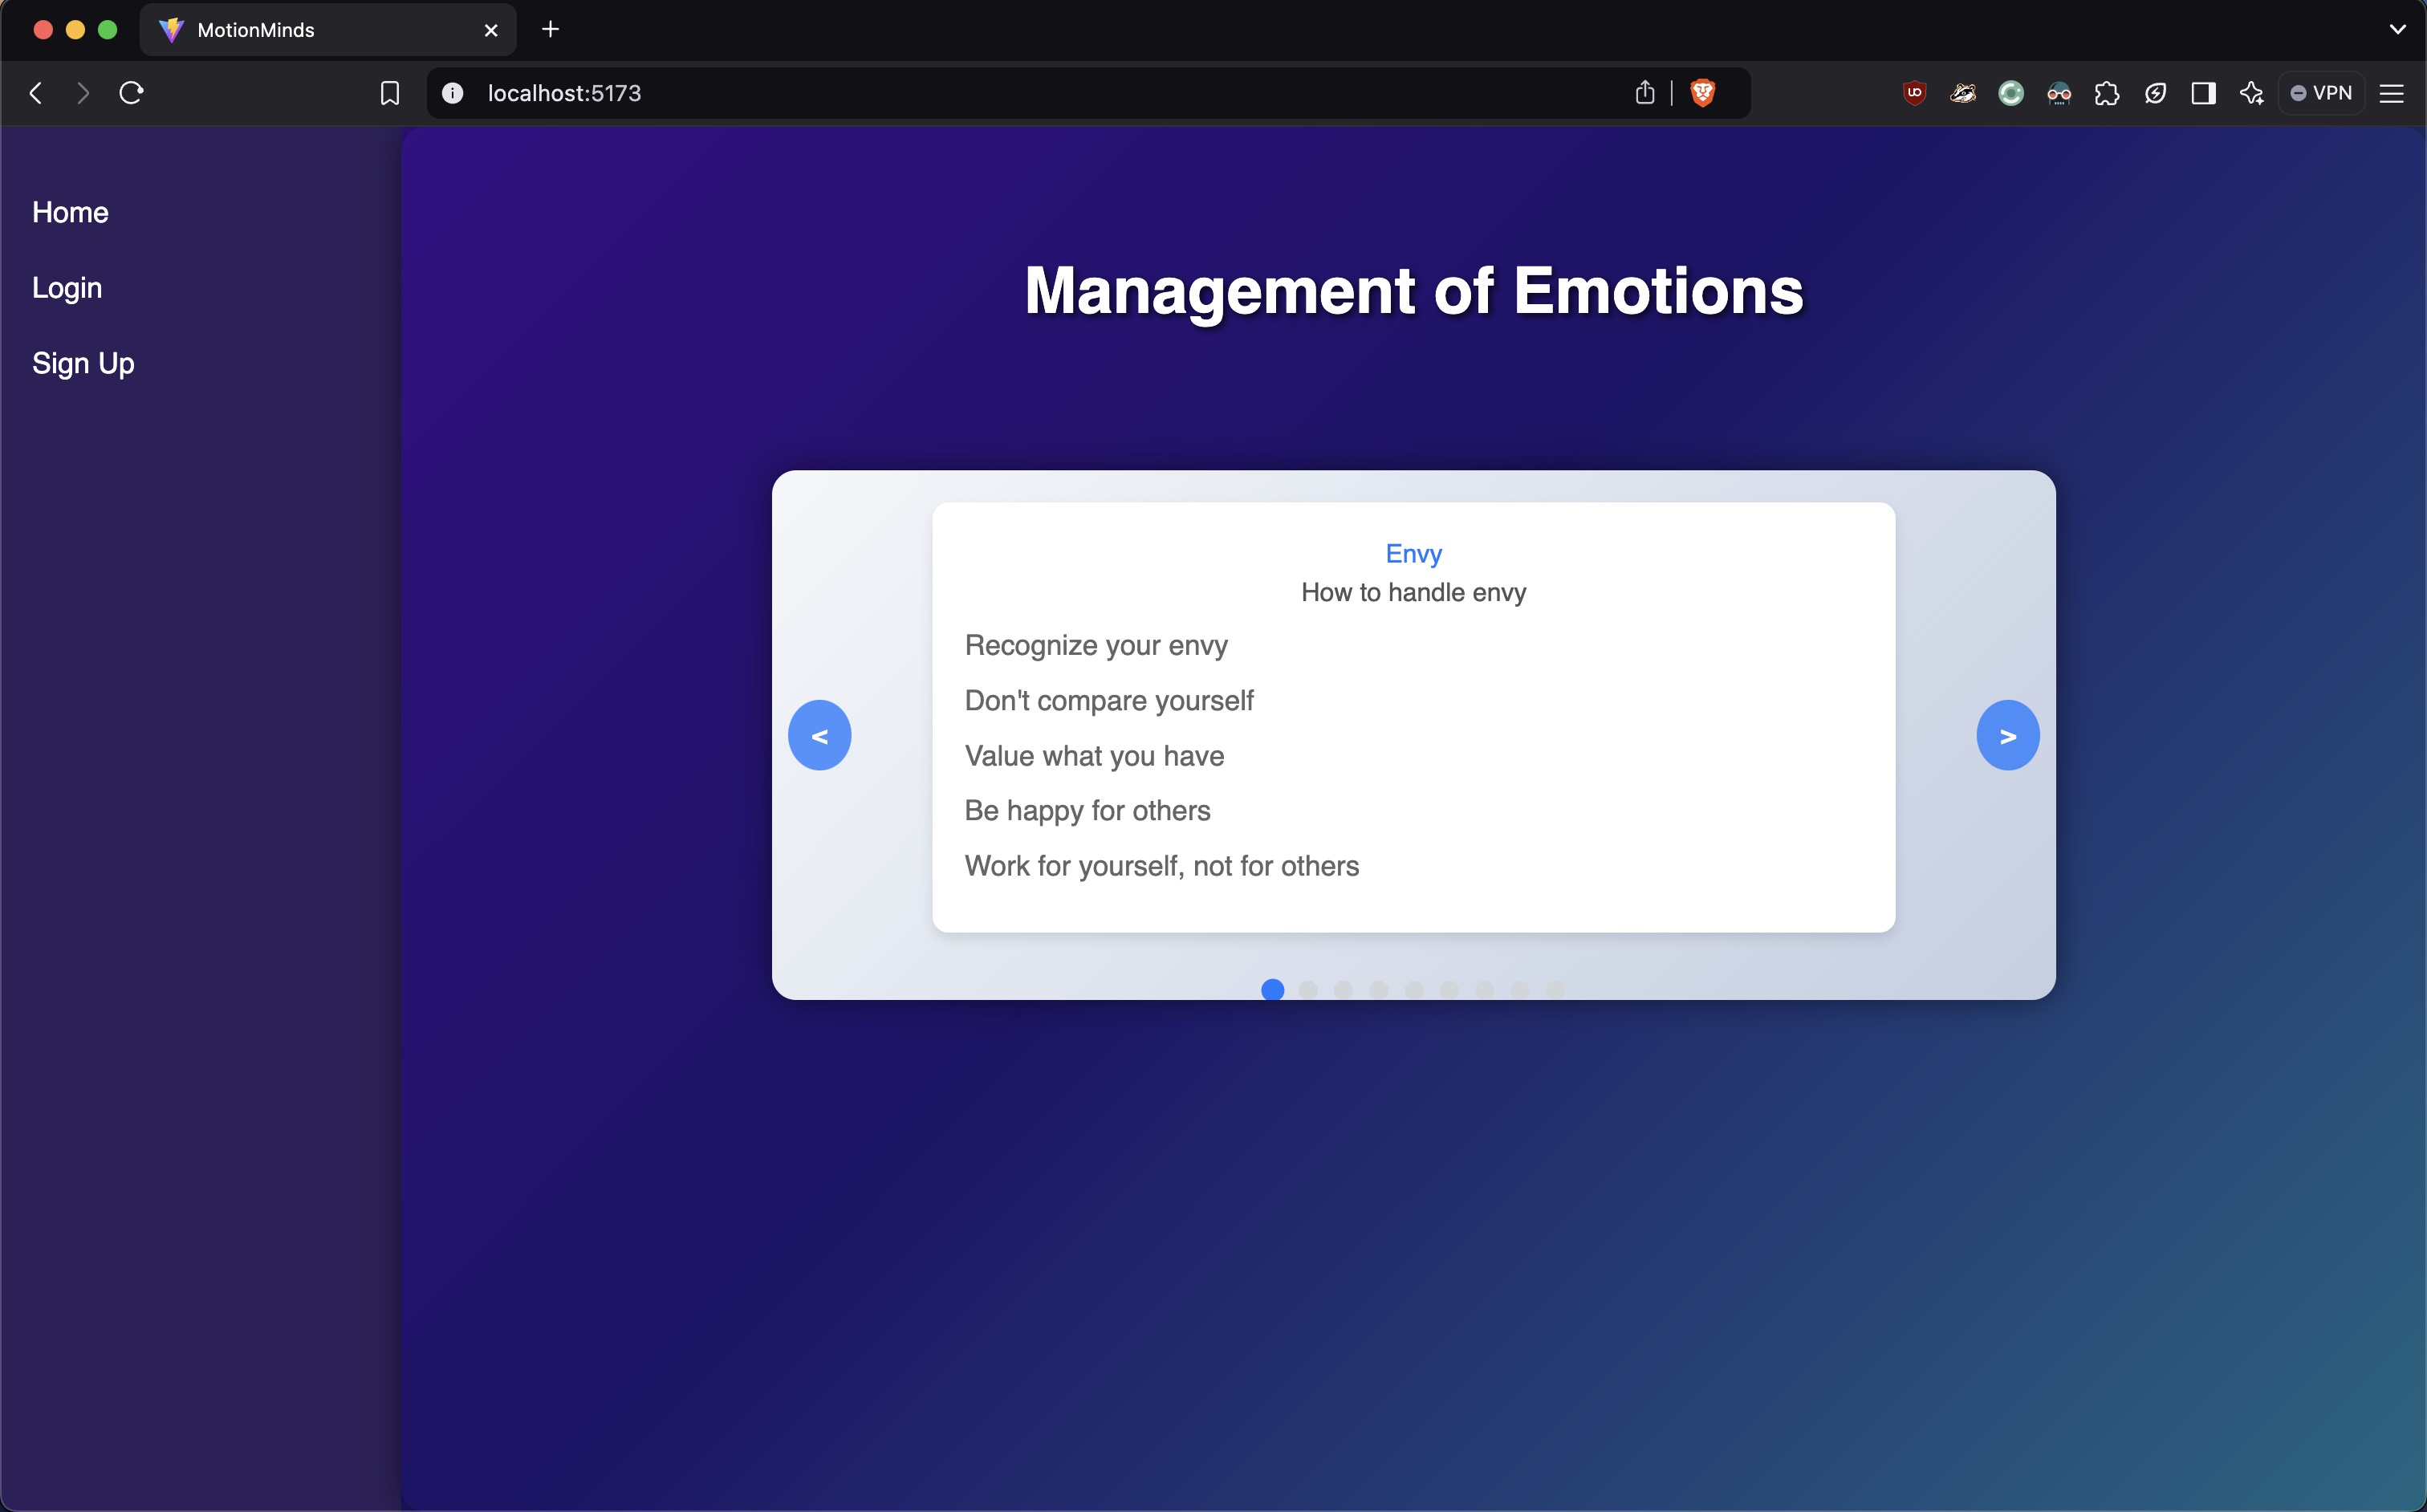 MotionMinds
localhost:5173
VPN
Home
Login
Sign Up
Management of Emotions
Envy
How to handle envy
Recognize your envy
Don't compare yourself
Value what you have
Be happy for others
Work for yourself, not for others
<
>